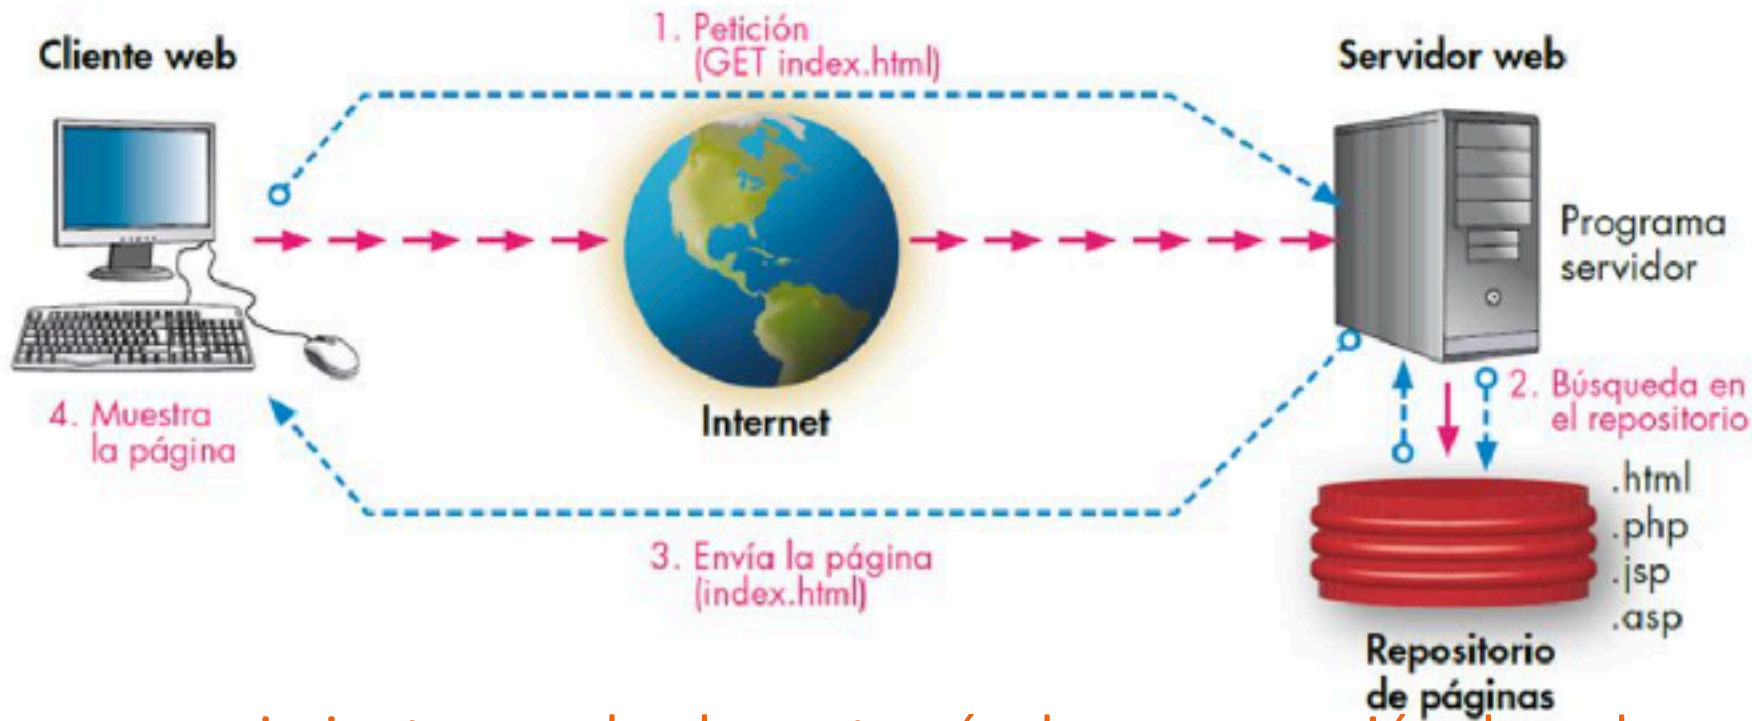 Cliente web
1. Petición
(GET index.html)
Servidor web
Programa
servidor
4. Muestra
la página
Internet
2. Búsqueda en
el repositorio
.html
.php
.jsp
.asp
3. Envía la página
(index.html)
Repositorio
de páginas